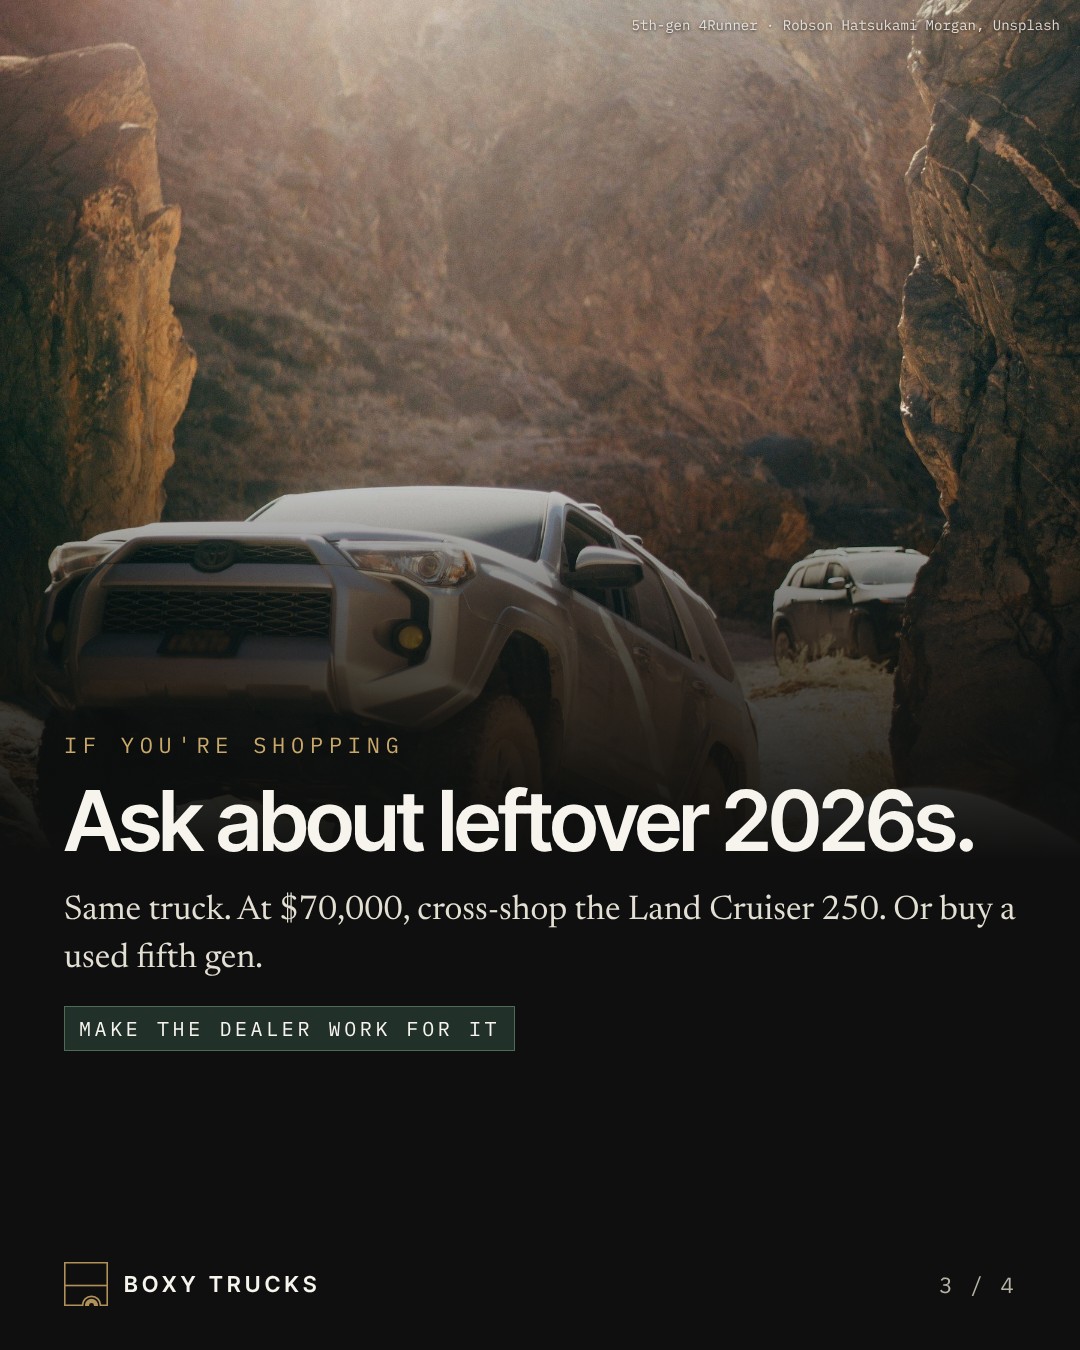 5th-gen 4Runner · Robson Hatsukami Morgan, Unsplash
IF YOU'RE SHOPPING
Ask about leftover 2026s.
Same truck. At $70,000, cross-shop the Land Cruiser 250. Or buy a
used fifth gen.
MAKE THE DEALER WORK FOR IT
BOXY TRUCKS
3 / 4